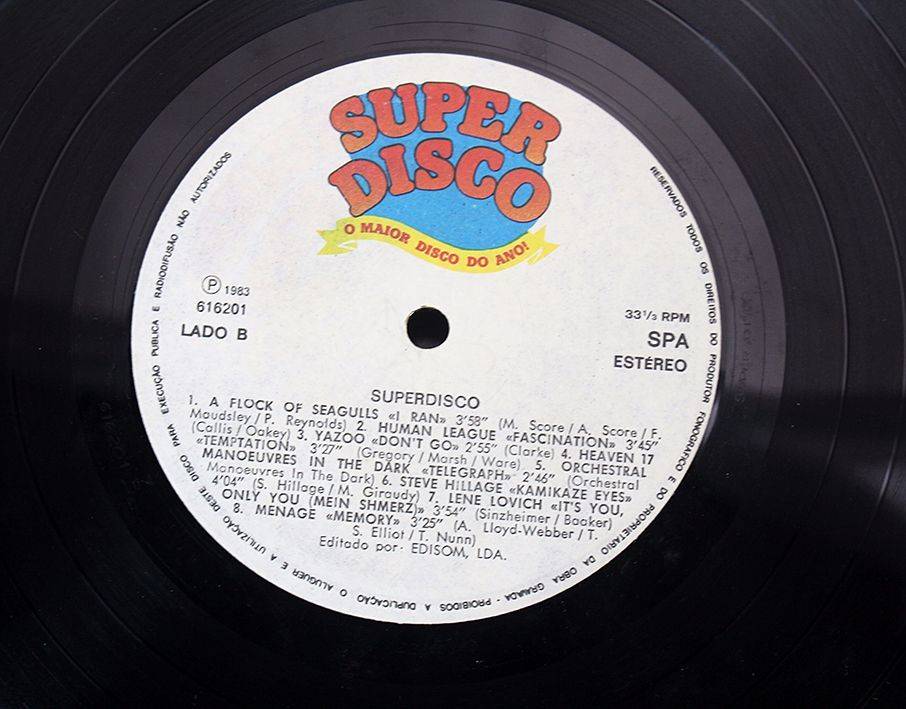 SUPER
DISCO
O MAIOR DISCO DO ANO!
RESERVADOS TODOS OS DIREITOS DO PRODUTOR FONOGRAFICO E DO PROPRIETARIO DA OBRA GRAVADA - PROIBIDOS A DUPLICAÇÃO O ALUGUER E A UTILIZAÇÃO DESTE DISCO PARA EXECUÇÃO PUBLICA E RADIODIFUSÃO NÃO AUTORIZADOS
Ⓟ 1983
616201
LADO B
33 1/3 RPM
SPA
ESTÉREO
SUPERDISCO
1. A FLOCK OF SEAGULLS «I RAN» 3'58" (M. Score / A. Score / F.
Maudsley / P. Reynolds) 2. HUMAN LEAGUE «FASCINATION» 3'45"
(Callis / Oakey) 3. YAZOO «DON'T GO» 2'55" (Clarke) 4. HEAVEN 17
«TEMPTATION» 3'27" (Gregory / Marsh / Ware) 5. ORCHESTRAL
MANOEUVRES IN THE DARK «TELEGRAPH» 2'46" (Orchestral
Manoeuvres In The Dark) 6. STEVE HILLAGE «KAMIKAZE EYES»
4'04" (S. Hillage / M. Giraudy) 7. LENE LOVICH «IT'S YOU,
ONLY YOU (MEIN SHMERZ)» 3'54" (Sinzheimer / Baaker)
8. MENAGE «MEMORY» 3'25" (A. Lloyd-Webber / T.
S. Elliot / T. Nunn)
Editado por: EDISOM, LDA.